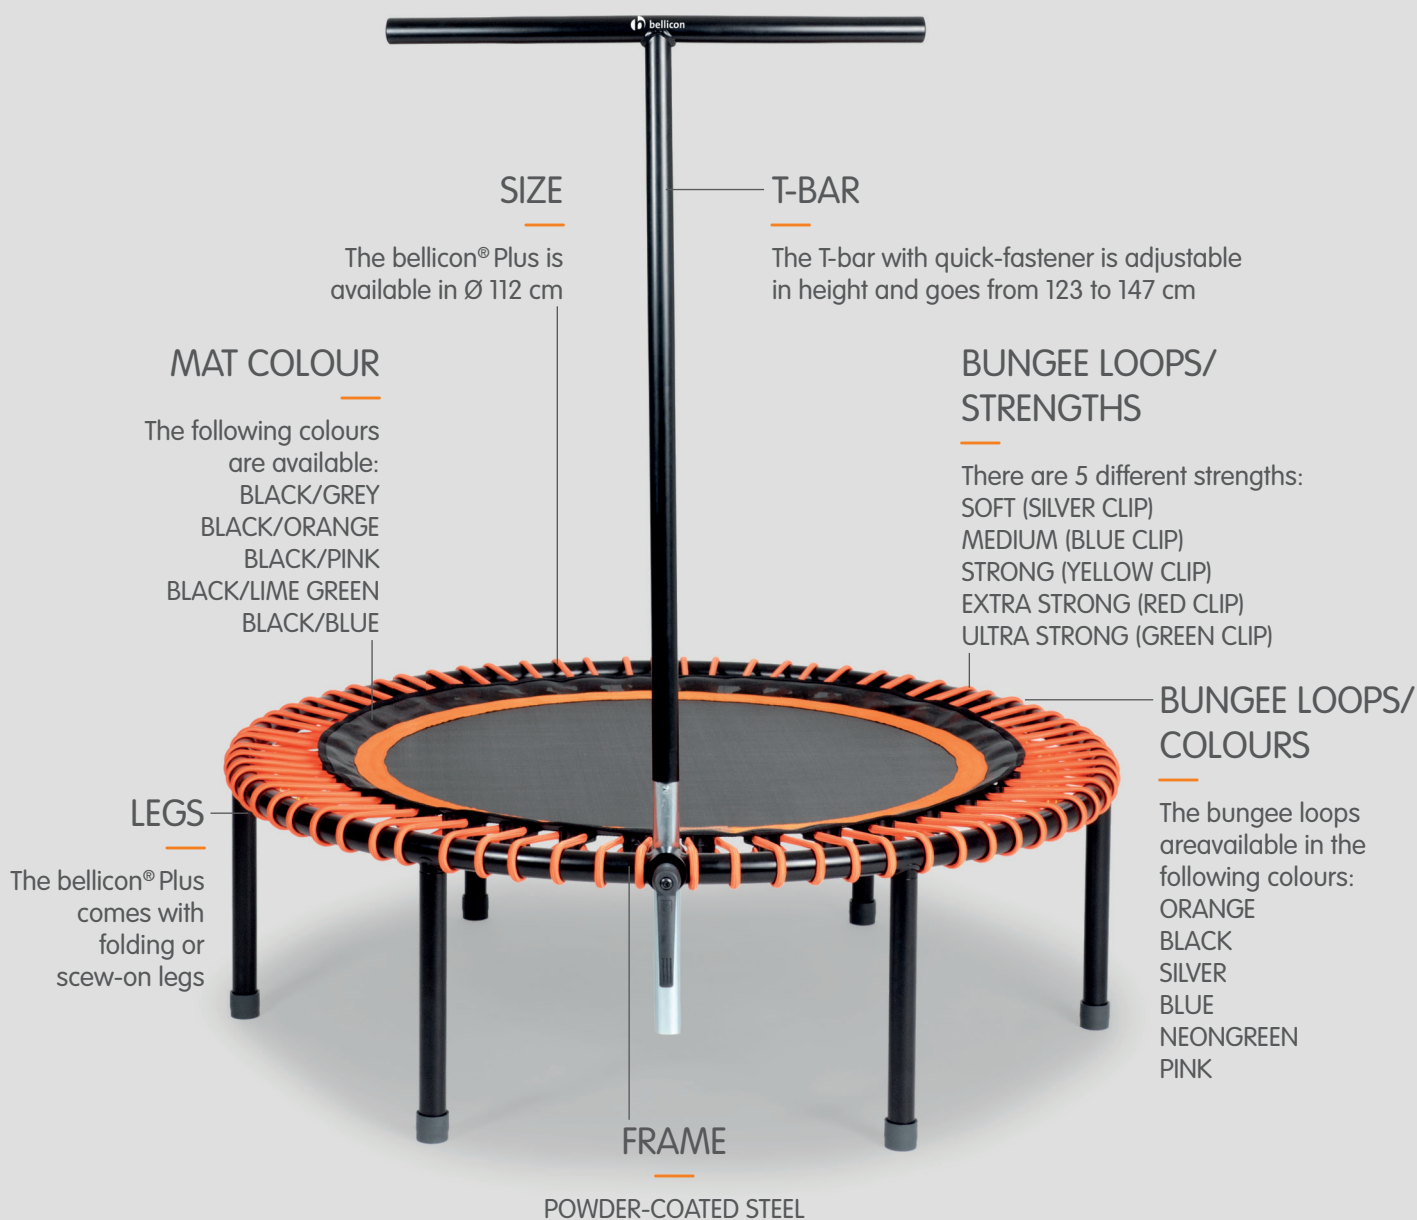 bellicon
SIZE
The bellicon® Plus is
available in Ø 112 cm
T-BAR
The T-bar with quick-fastener is adjustable
in height and goes from 123 to 147 cm
MAT COLOUR
The following colours
are available:
BLACK/GREY
BLACK/ORANGE
BLACK/PINK
BLACK/LIME GREEN
BLACK/BLUE
BUNGEE LOOPS/
STRENGTHS
There are 5 different strengths:
SOFT (SILVER CLIP)
MEDIUM (BLUE CLIP)
STRONG (YELLOW CLIP)
EXTRA STRONG (RED CLIP)
ULTRA STRONG (GREEN CLIP)
BUNGEE LOOPS/
COLOURS
The bungee loops
areavailable in the
following colours:
ORANGE
BLACK
SILVER
BLUE
NEONGREEN
PINK
LEGS
The bellicon® Plus
comes with
folding or
scew-on legs
FRAME
POWDER-COATED STEEL